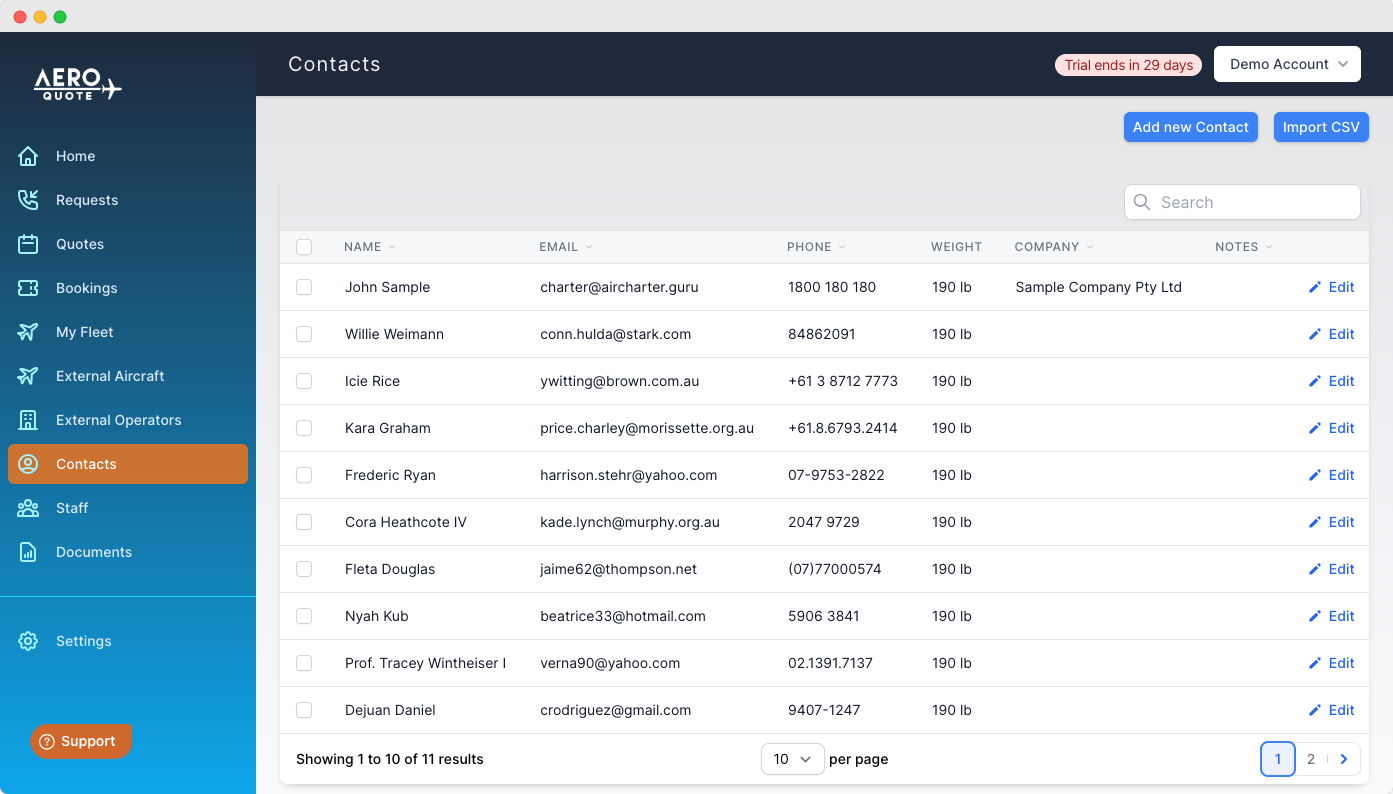 AERO
QUOTE
Contacts
Trial ends in 29 days
Demo Account
Home
Requests
Quotes
Bookings
My Fleet
External Aircraft
External Operators
Contacts
Staff
Documents
Settings
Support
Add new Contact Import CSV
Search
NAME EMAIL PHONE WEIGHT COMPANY NOTES
John Sample charter@aircharter.guru 1800 180 180 190 lb Sample Company Pty Ltd Edit
Willie Weimann conn.hulda@stark.com 84862091 190 lb Edit
Icie Rice ywitting@brown.com.au +61 3 8712 7773 190 lb Edit
Kara Graham price.charley@morissette.org.au +61.8.6793.2414 190 lb Edit
Frederic Ryan harrison.stehr@yahoo.com 07-9753-2822 190 lb Edit
Cora Heathcote IV kade.lynch@murphy.org.au 2047 9729 190 lb Edit
Fleta Douglas jaime62@thompson.net (07)77000574 190 lb Edit
Nyah Kub beatrice33@hotmail.com 5906 3841 190 lb Edit
Prof. Tracey Wintheiser I verna90@yahoo.com 02.1391.7137 190 lb Edit
Dejuan Daniel crodriguez@gmail.com 9407-1247 190 lb Edit
Showing 1 to 10 of 11 results 10 per page 1 2